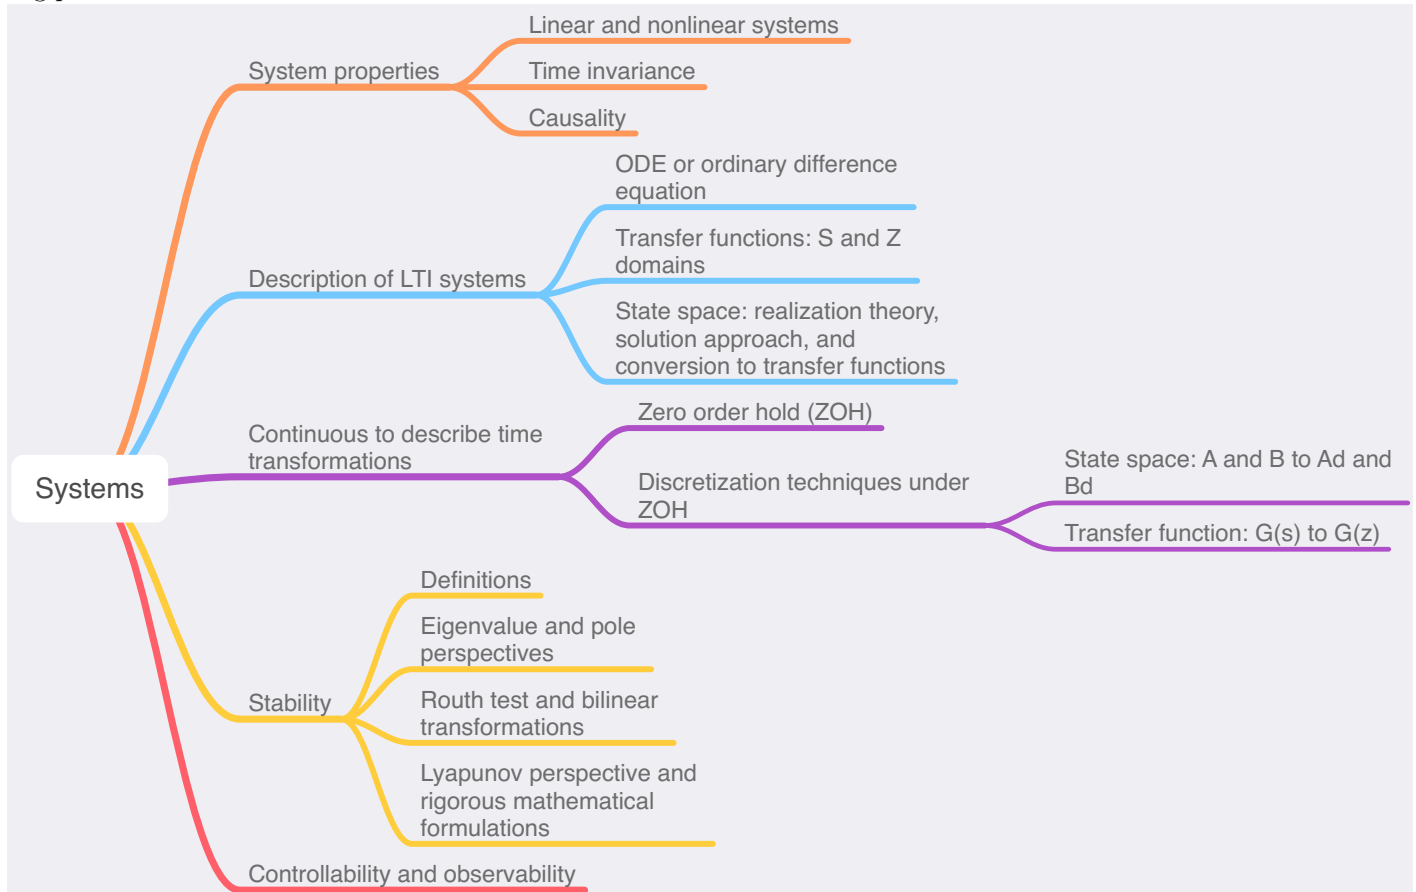 Linear and nonlinear systems
System properties
Time invariance
Causality
ODE or ordinary difference
equation
Transfer functions: S and Z
domains
Description of LTI systems
State space: realization theory,
solution approach, and
conversion to transfer functions
Zero order hold (ZOH)
Continuous to describe time
transformations
Discretization techniques under
ZOH
State space: A and B to Ad and
Bd
Transfer function: G(s) to G(z)
Systems
Definitions
Eigenvalue and pole
perspectives
Stability
Routh test and bilinear
transformations
Lyapunov perspective and
rigorous mathematical
formulations
Controllability and observability